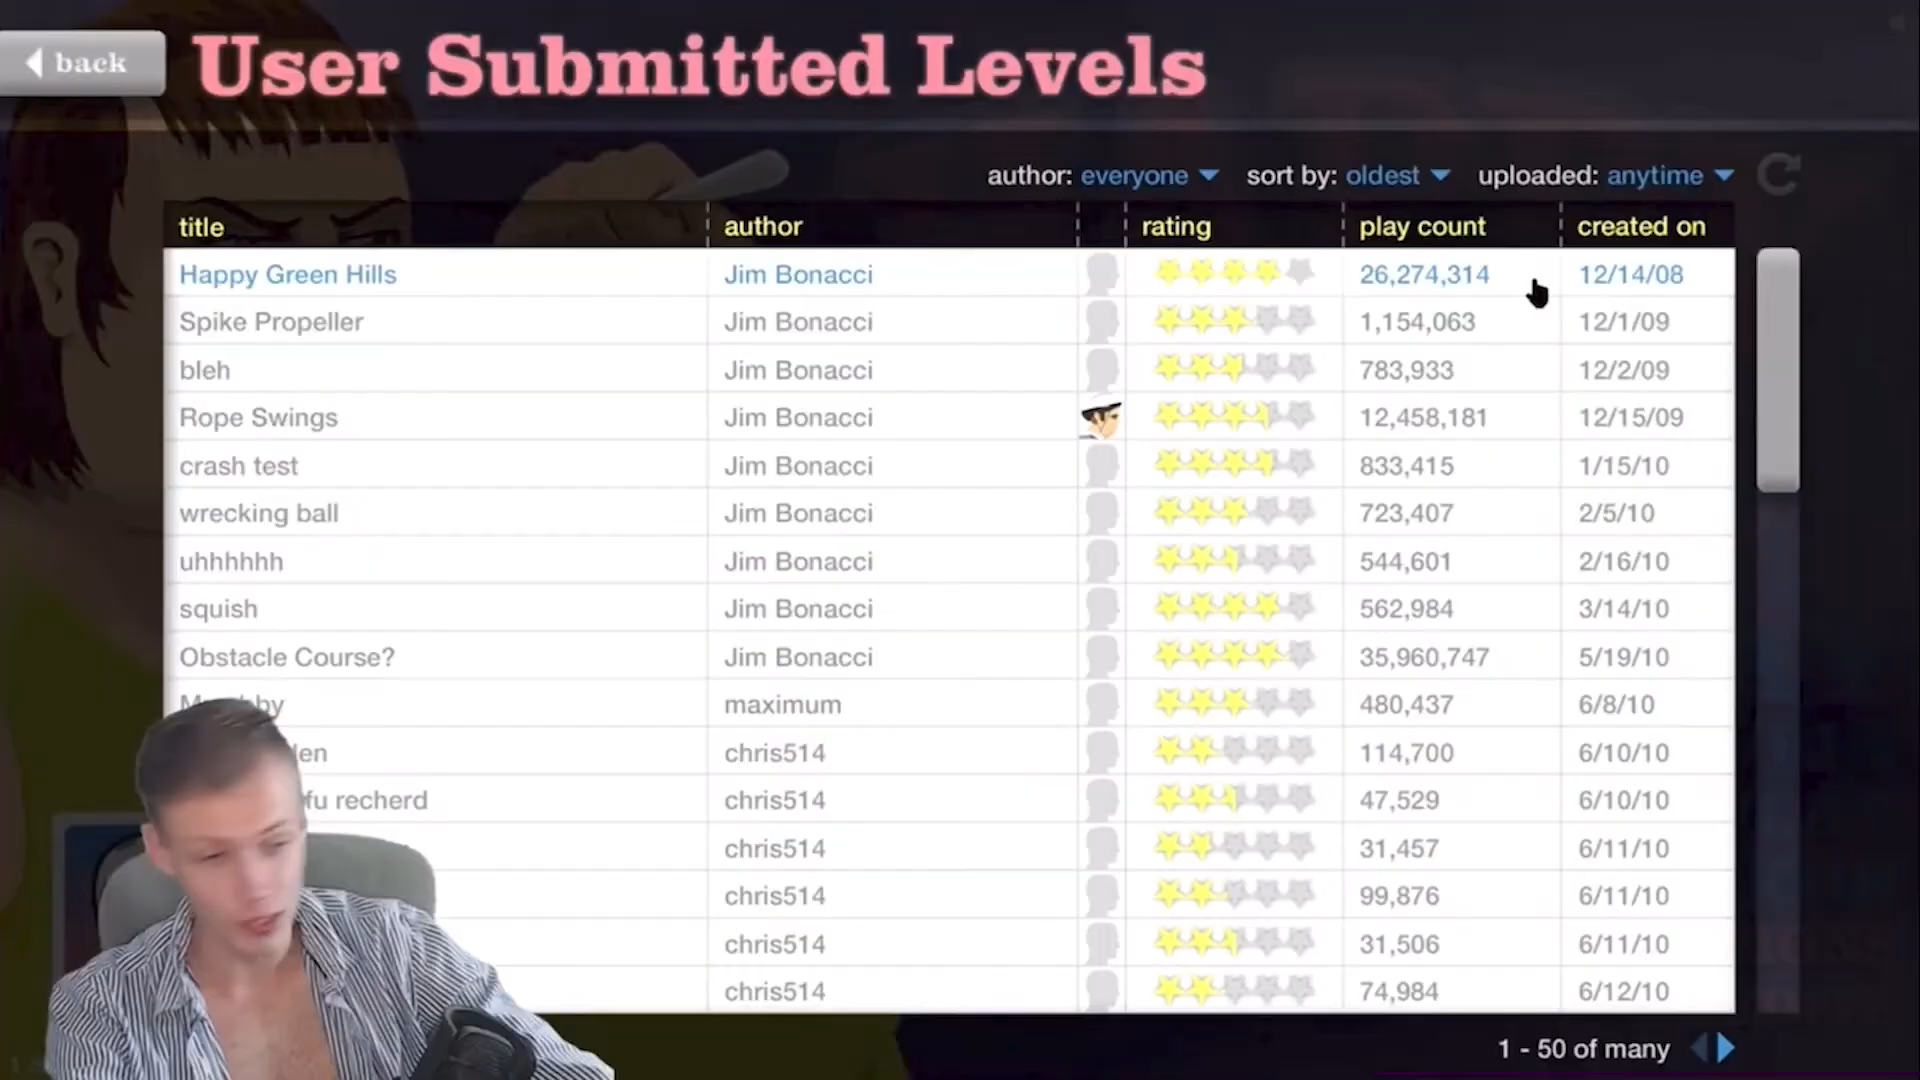 back
User Submitted Levels
author: everyone sort by: oldest uploaded: anytime
title author rating play count created on
Happy Green Hills Jim Bonacci 26,274,314 12/14/08
Spike Propeller Jim Bonacci 1,154,063 12/1/09
bleh Jim Bonacci 783,933 12/2/09
Rope Swings Jim Bonacci 12,458,181 12/15/09
crash test Jim Bonacci 833,415 1/15/10
wrecking ball Jim Bonacci 723,407 2/5/10
uhhhhhh Jim Bonacci 544,601 2/16/10
squish Jim Bonacci 562,984 3/14/10
Obstacle Course? Jim Bonacci 35,960,747 5/19/10
maximum 480,437 6/8/10
chris514 114,700 6/10/10
recherd chris514 47,529 6/10/10
chris514 31,457 6/11/10
chris514 99,876 6/11/10
chris514 31,506 6/11/10
chris514 74,984 6/12/10
1 - 50 of many